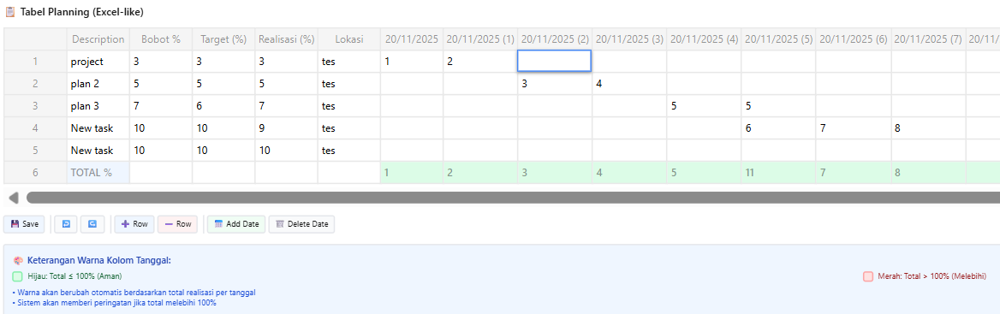 Tabel Planning (Excel-like)
Description Bobot % Target (%) Realisasi (%) Lokasi 20/11/2025 20/11/2025 (1) 20/11/2025 (2) 20/11/2025 (3) 20/11/2025 (4) 20/11/2025 (5) 20/11/2025 (6) 20/11/2025 (7) 20/11/
1 project 3 3 3 tes 1 2
2 plan 2 5 5 5 tes 3 4
3 plan 3 7 6 7 tes 5 5
4 New task 10 10 9 tes 6 7 8
5 New task 10 10 10 tes
6 TOTAL % 1 2 3 4 5 11 7 8
Save Row Row Add Date Delete Date
Keterangan Warna Kolom Tanggal:
Hijau: Total ≤ 100% (Aman) Merah: Total > 100% (Melebihi)
• Warna akan berubah otomatis berdasarkan total realisasi per tanggal
• Sistem akan memberi peringatan jika total melebihi 100%